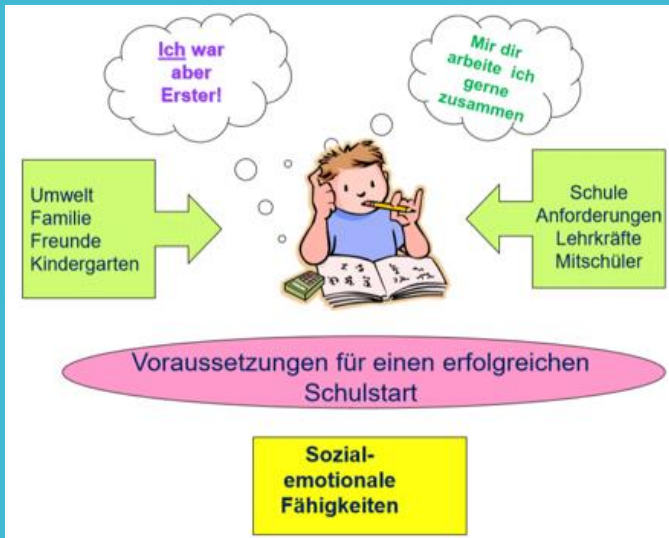 Ich war
aber
Erster!
Mir dir
arbeite ich
gerne
zusammen
Umwelt
Familie
Freunde
Kindergarten
Schule
Anforderungen
Lehrkräfte
Mitschüler
Voraussetzungen für einen erfolgreichen
Schulstart
Sozial-
emotionale
Fähigkeiten